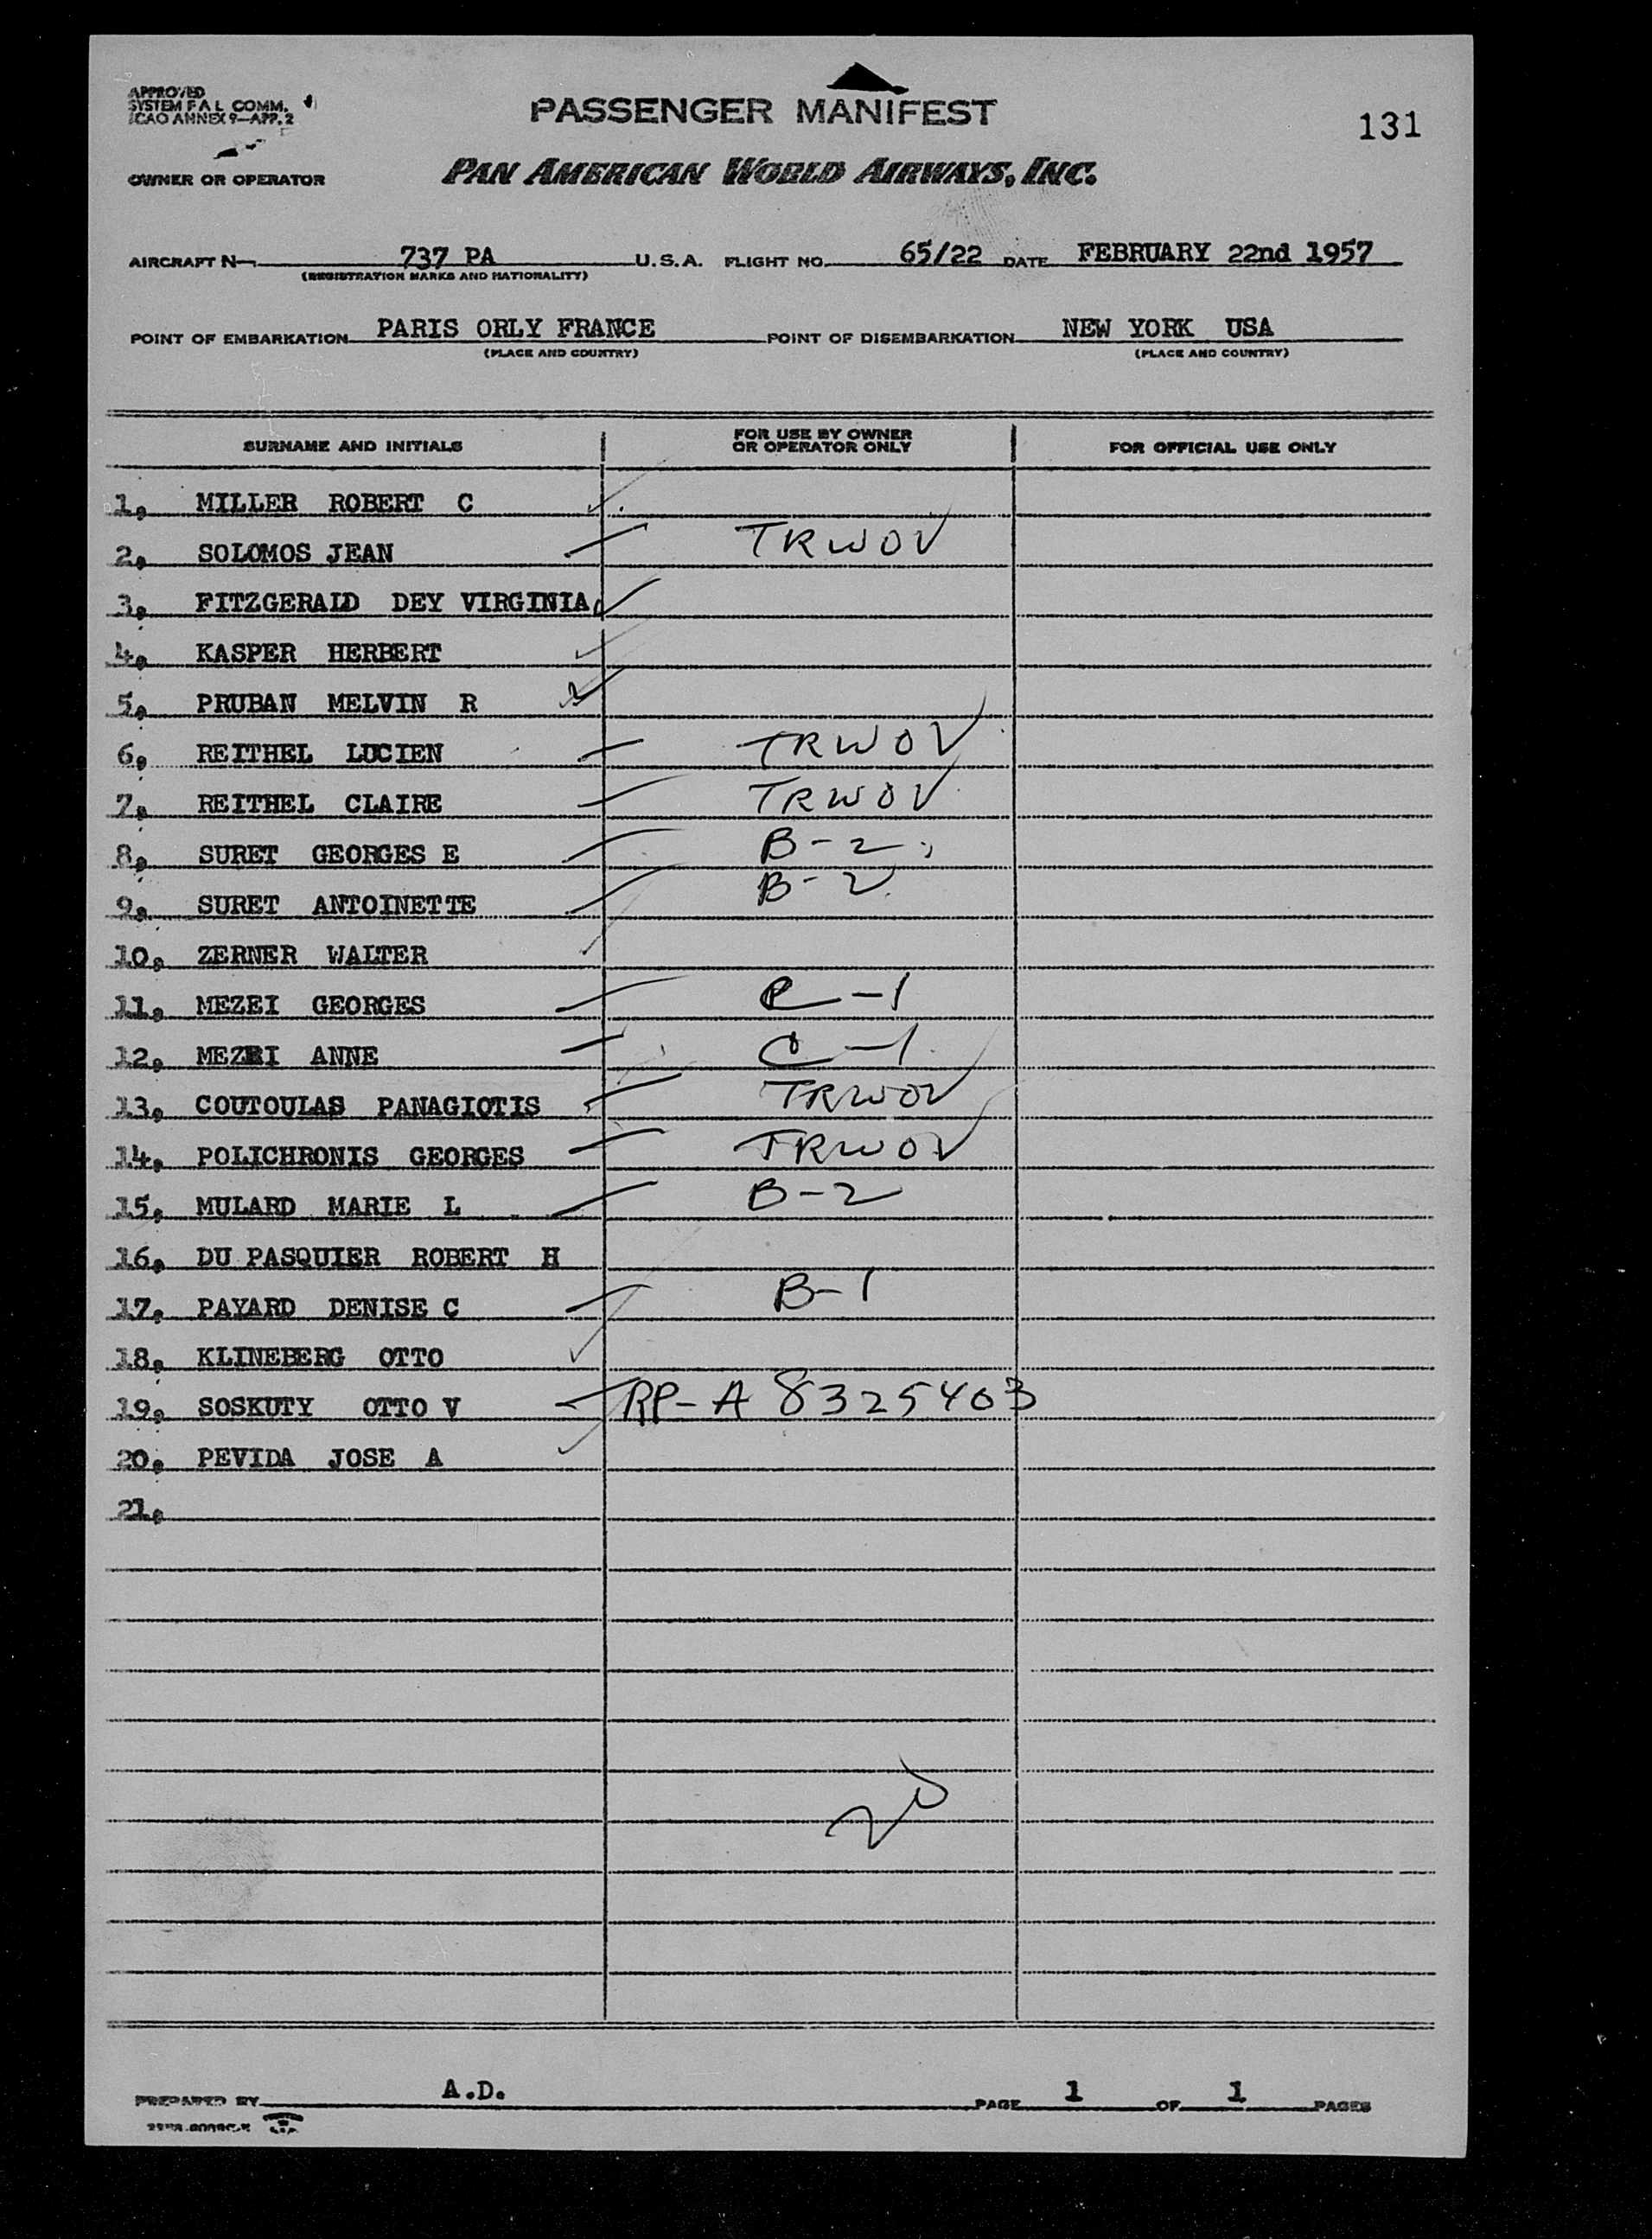 APPROVED
SYSTEM F A L COMM.
ICAO ANNEX 9—APP. 2
PASSENGER MANIFEST
131
OWNER OR OPERATOR PAN AMERICAN WORLD AIRWAYS, INC.
AIRCRAFT N— 737 PA U.S.A. FLIGHT NO. 65/22 DATE FEBRUARY 22nd 1957
(REGISTRATION MARKS AND NATIONALITY)
POINT OF EMBARKATION PARIS ORLY FRANCE POINT OF DISEMBARKATION NEW YORK USA
(PLACE AND COUNTRY) (PLACE AND COUNTRY)
SURNAME AND INITIALS FOR USE BY OWNER OR OPERATOR ONLY FOR OFFICIAL USE ONLY
1, MILLER ROBERT C
2, SOLOMOS JEAN TRWOV
3, FITZGERALD DEY VIRGINIA
4, KASPER HERBERT
5, PRUBAN MELVIN R
6, REITHEL LUCIEN TRWOV
7, REITHEL CLAIRE TRWOV
8, SURET GEORGES E B-2
9, SURET ANTOINETTE B-2
10, ZERNER WALTER
11, MEZEI GEORGES C-1
12, MEZEI ANNE C-1
13, COUTOULAS PANAGIOTIS TRWOV
14, POLICHRONIS GEORGES TRWOV
15, MULARD MARIE L B-2
16, DU PASQUIER ROBERT H
17, PAYARD DENISE C B-1
18, KLINEBERG OTTO
19, SOSKUTY OTTO V RP-A 8325403
20, PEVIDA JOSE A
21,
20
PREPARED BY A.D. PAGE 1 OF 1 PAGES